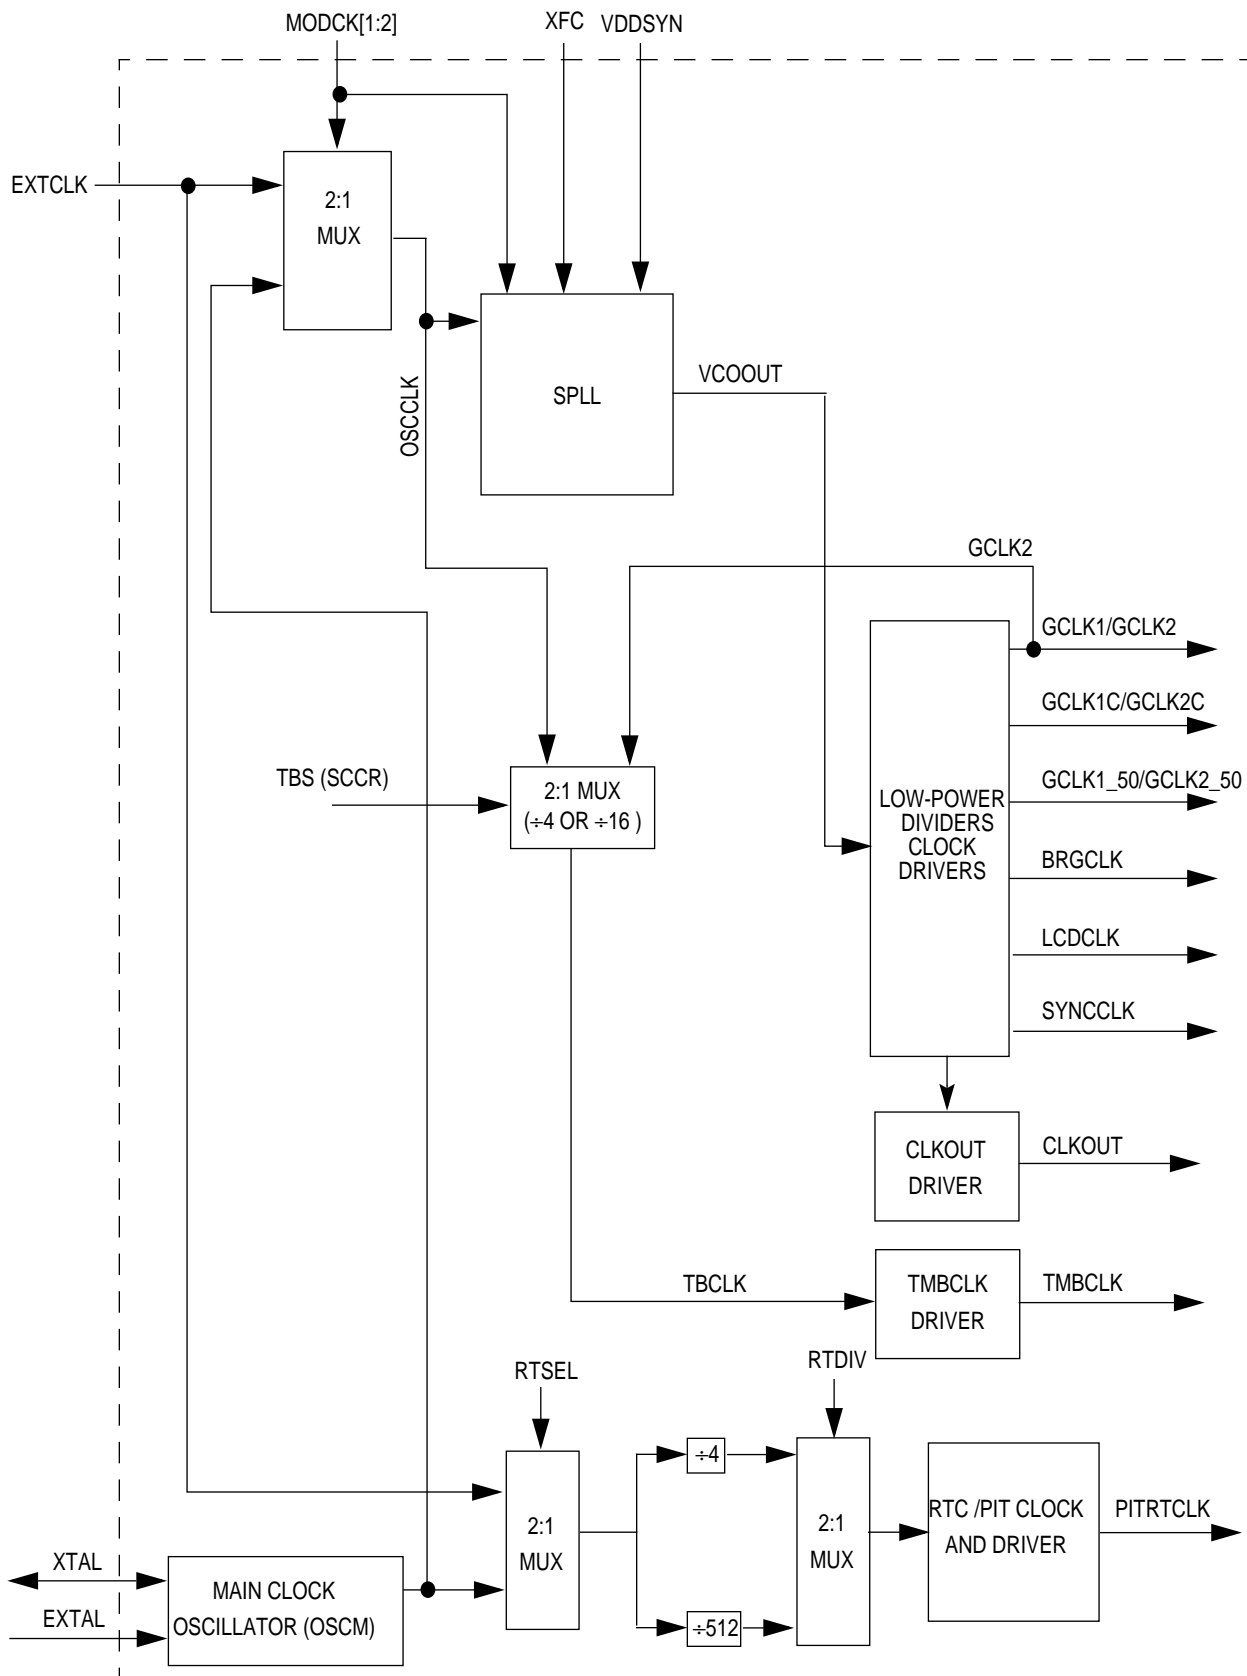 MODCK[1:2]
XFC
VDDSYN
EXTCLK
2:1
MUX
OSCCLK
SPLL
VCOOUT
GCLK2
GCLK1/GCLK2
GCLK1C/GCLK2C
TBS (SCCR)
2:1 MUX
(÷4 OR ÷16 )
GCLK1_50/GCLK2_50
LOW-POWER
DIVIDERS
CLOCK
DRIVERS
BRGCLK
LCDCLK
SYNCCLK
CLKOUT
DRIVER
CLKOUT
TBCLK
TMBCLK
DRIVER
TMBCLK
RTSEL
RTDIV
÷4
2:1
MUX
÷512
2:1
MUX
RTC /PIT CLOCK
AND DRIVER
PITRTCLK
XTAL
EXTAL
MAIN CLOCK
OSCILLATOR (OSCM)